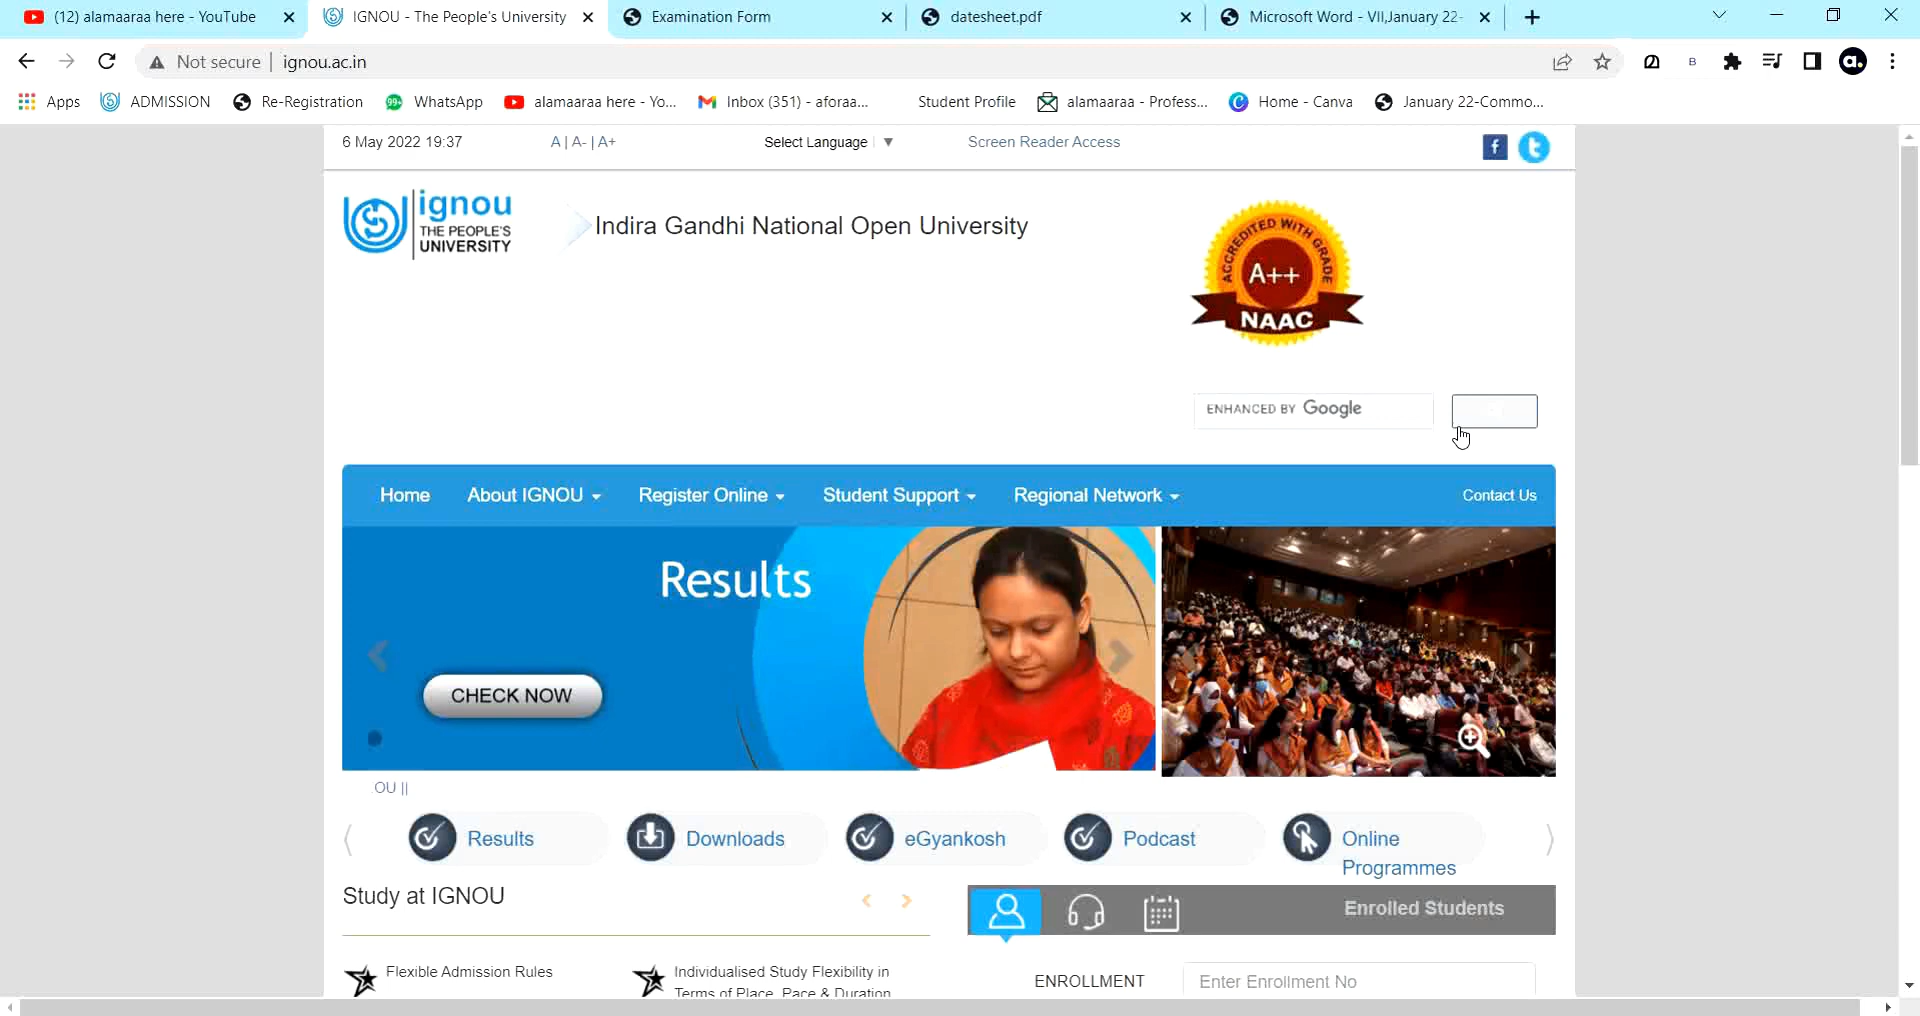 (12) alamaaraa here - YouTube
IGNOU - The People's University
Examination Form
datesheet.pdf
Microsoft Word - VII,January 22-
Not secure
ignou.ac.in
a.
Apps
ADMISSION
Re-Registration
99+
WhatsApp
alamaaraa here - Yo...
Inbox (351) - aforaa...
Student Profile
alamaaraa - Profess...
Home - Canva
January 22-Commo...
6 May 2022 19:37
A | A- | A+
Select Language
Screen Reader Access
ignou
THE PEOPLE'S
UNIVERSITY
Indira Gandhi National Open University
ACCREDITED WITH GRADE
A++
NAAC
ENHANCED BY Google
Home
About IGNOU
Register Online
Student Support
Regional Network
Contact Us
Results
CHECK NOW
OU ||
Results
Downloads
eGyankosh
Podcast
Online
Programmes
Study at IGNOU
Enrolled Students
Flexible Admission Rules
Individualised Study Flexibility in
Terms of Place, Pace & Duration
ENROLLMENT
Enter Enrollment No